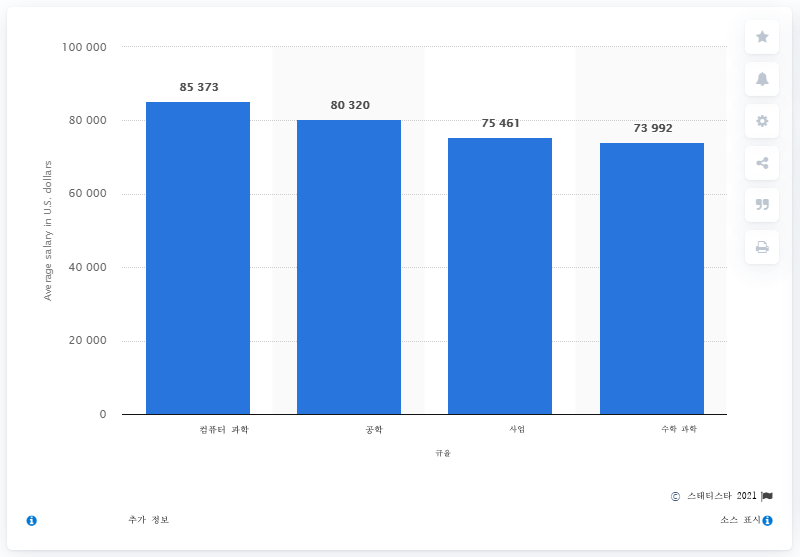 100 000
85 373
80 320
80 000
75 461
73 992
60 000
Average salary in U.S. dollars
40 000
20 000
0
컴퓨터 과학
공학
사업
수학 과학
규율
© 스태티스타 2021
추가 정보
소스 표시